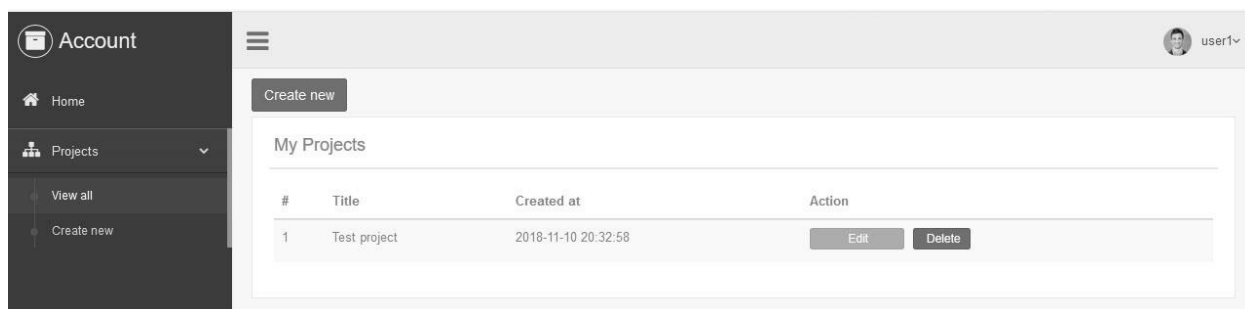 Account
user1
Home
Create new
Projects
My Projects
View all
# Title Created at Action
Create new
1 Test project 2018-11-10 20:32:58 Edit Delete